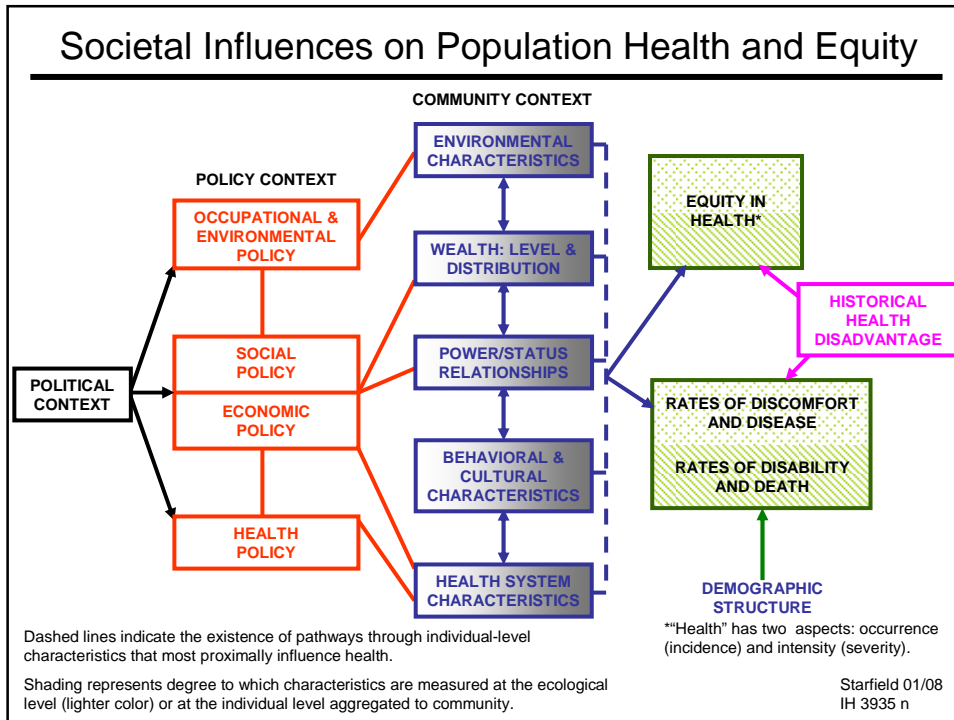 Societal Influences on Population Health and Equity
COMMUNITY CONTEXT
POLICY CONTEXT
POLITICAL
CONTEXT
OCCUPATIONAL &
ENVIRONMENTAL
POLICY
SOCIAL
POLICY
ECONOMIC
POLICY
HEALTH
POLICY
ENVIRONMENTAL
CHARACTERISTICS
WEALTH: LEVEL &
DISTRIBUTION
POWER/STATUS
RELATIONSHIPS
BEHAVIORAL &
CULTURAL
CHARACTERISTICS
HEALTH SYSTEM
CHARACTERISTICS
EQUITY IN
HEALTH*
HISTORICAL
HEALTH
DISADVANTAGE
RATES OF DISCOMFORT
AND DISEASE
RATES OF DISABILITY
AND DEATH
DEMOGRAPHIC
STRUCTURE
*“Health” has two aspects: occurrence
(incidence) and intensity (severity).
Dashed lines indicate the existence of pathways through individual-level
characteristics that most proximally influence health.
Shading represents degree to which characteristics are measured at the ecological
level (lighter color) or at the individual level aggregated to community.
Starfield 01/08
IH 3935 n